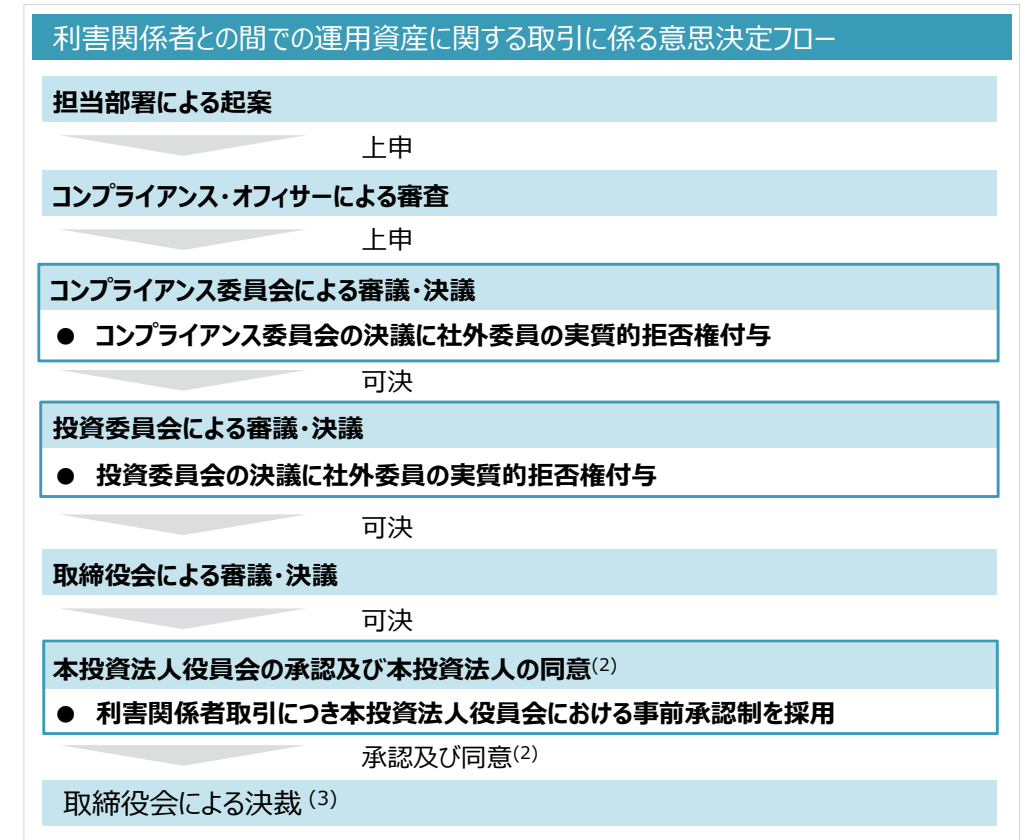 利害関係者との間での運用資産に関する取引に係る意思決定フロー
担当部署による起案
上申
コンプライアンス・オフィサーによる審査
上申
コンプライアンス委員会による審議・決議
● コンプライアンス委員会の決議に社外委員の実質的拒否権付与
可決
投資委員会による審議・決議
● 投資委員会の決議に社外委員の実質的拒否権付与
可決
取締役会による審議・決議
可決
本投資法人役員会の承認及び本投資法人の同意(2)
● 利害関係者取引につき本投資法人役員会における事前承認制を採用
承認及び同意(2)
取締役会による決裁 (3)